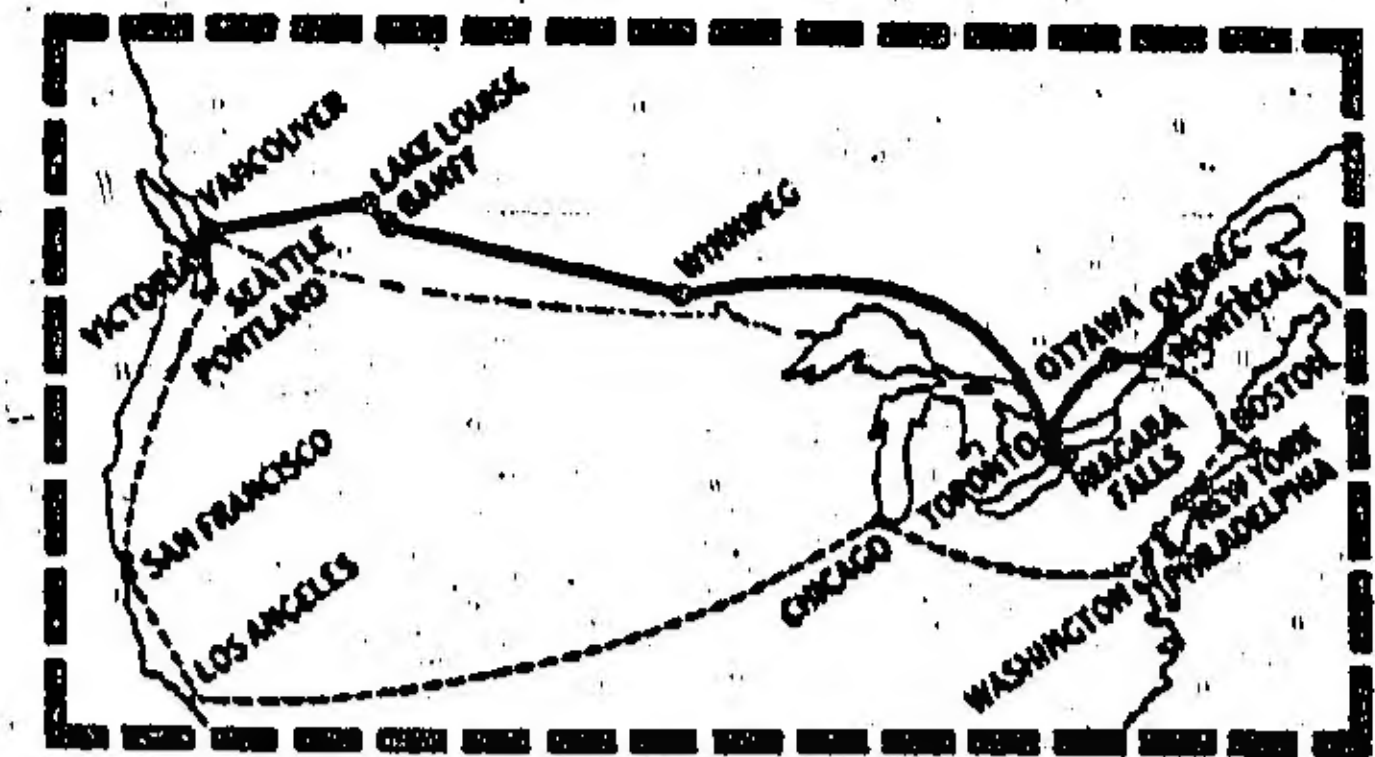 VANCOUVER
LAKE LOUISE
BANFF
WINNIPEG
VICTORIA
SEATTLE
PORTLAND
OTTAWA
QUEBEC
MONTREAL
BOSTON
SAN FRANCISCO
TORONTO
NIAGARA
FALLS
NEW YORK
PHILADELPHIA
LOS ANGELES
CHICAGO
WASHINGTON